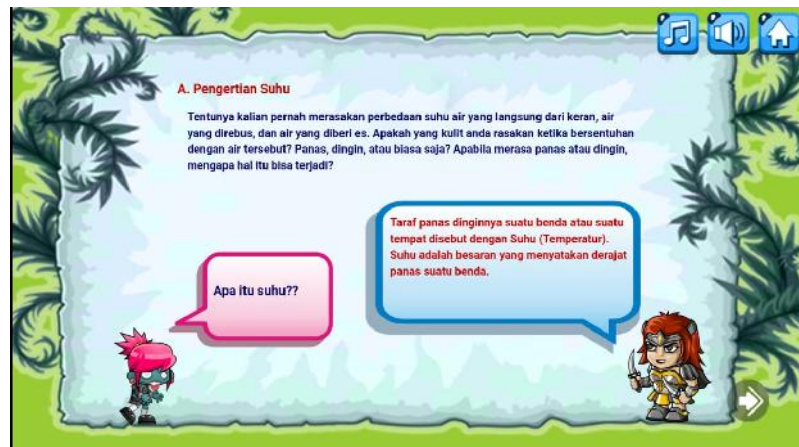 A. Pengertian Suhu
Tentunya kalian pernah merasakan perbedaan suhu air yang langsung dari keran, air
yang direbus, dan air yang diberi es. Apakah yang kulit anda rasakan ketika bersentuhan
dengan air tersebut? Panas, dingin, atau biasa saja? Apabila merasa panas atau dingin,
mengapa hal itu bisa terjadi?
Taraf panas dinginnya suatu benda atau suatu
tempat disebut dengan Suhu (Temperatur).
Suhu adalah besaran yang menyatakan derajat
panas suatu benda.
Apa itu suhu??